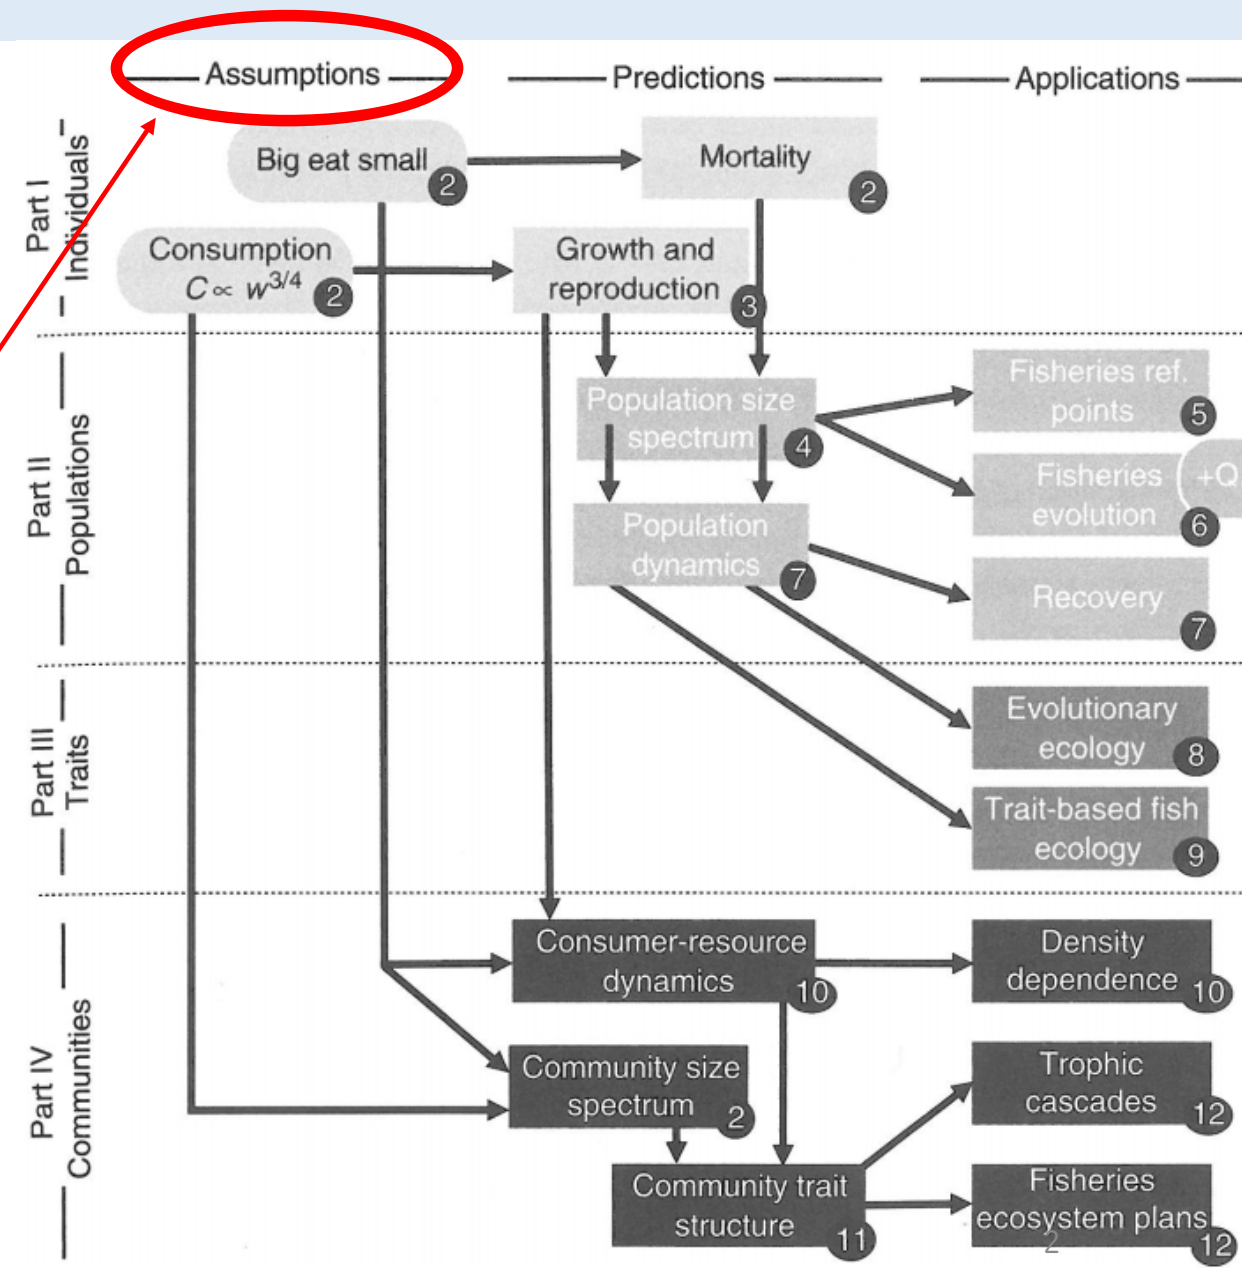 Assumptions
Predictions
Applications
Part I
Individuals
Big eat small
2
Mortality
2
Consumption
C ∝ w^3/4
2
Growth and
reproduction
3
Part II
Populations
Population size
spectrum
4
Fisheries ref.
points
5
Fisheries
evolution
+Q
6
Population
dynamics
7
Recovery
7
Part III
Traits
Evolutionary
ecology
8
Trait-based fish
ecology
9
Part IV
Communities
Consumer-resource
dynamics
10
Density
dependence
10
Community size
spectrum
2
Trophic
cascades
12
Community trait
structure
11
Fisheries
ecosystem plans
12
2